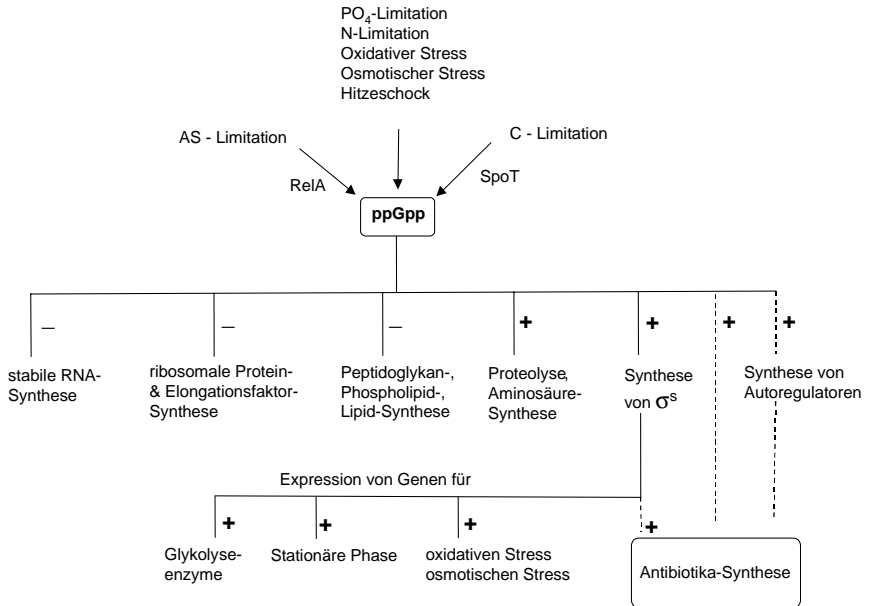 PO₄-Limitation
N-Limitation
Oxidativer Stress
Osmotischer Stress
Hitzeschock
AS - Limitation
C - Limitation
RelA
SpoT
ppGpp
– – – + + + +
stabile RNA-
Synthese
ribosomale Protein-
& Elongationsfaktor-
Synthese
Peptidoglykan-,
Phospholipid-,
Lipid-Synthese
Proteolyse,
Aminosäure-
Synthese
Synthese
von σˢ
Synthese von
Autoregulatoren
Expression von Genen für
+ + + +
Glykolyse-
enzyme
Stationäre Phase
oxidativen Stress
osmotischen Stress
Antibiotika-Synthese